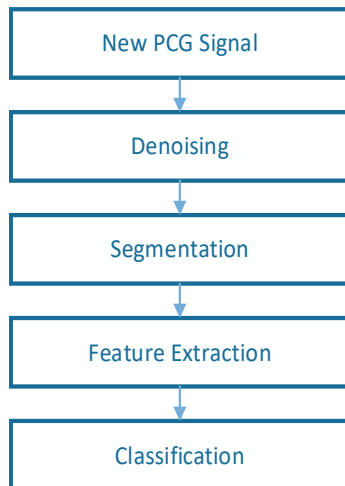 New PCG Signal
Denoising
Segmentation
Feature Extraction
Classification